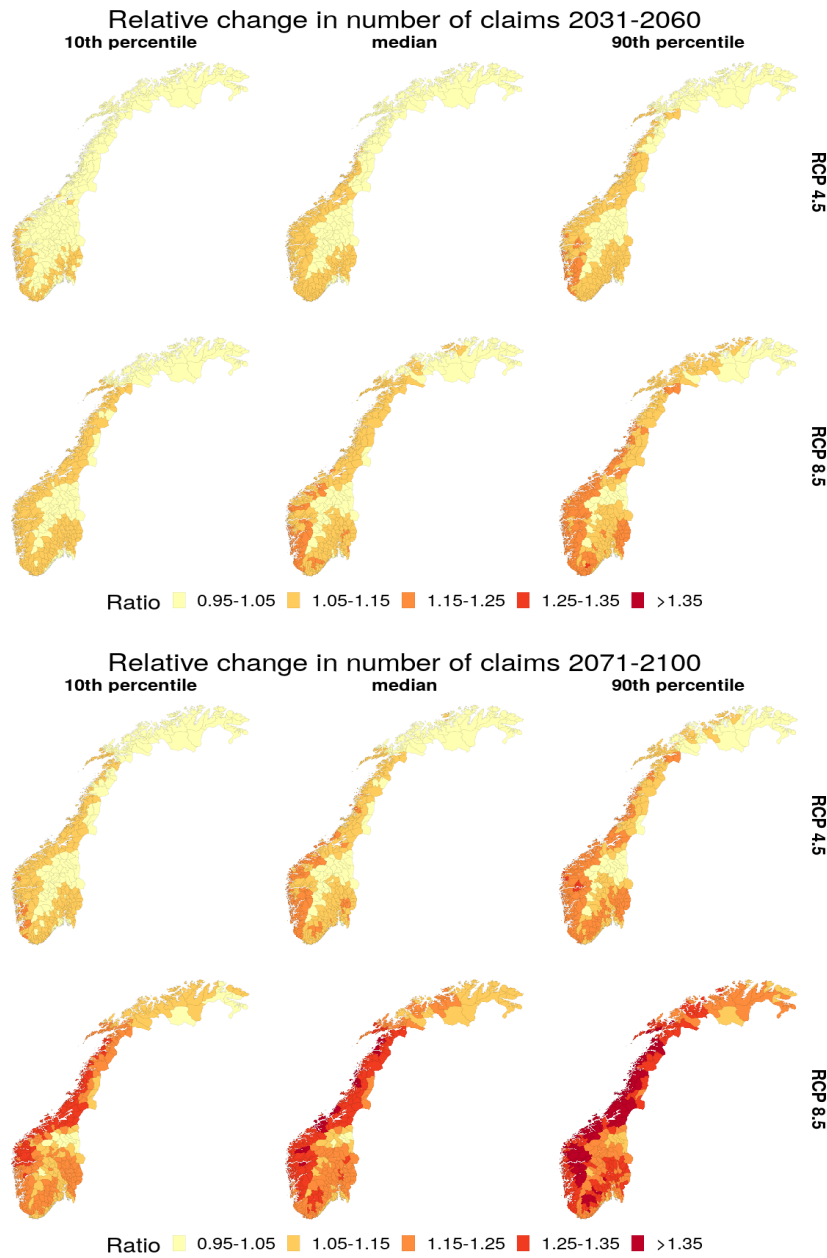 Relative change in number of claims 2031-2060
10th percentile median 90th percentile
RCP 4.5
RCP 8.5
Ratio 0.95-1.05 1.05-1.15 1.15-1.25 1.25-1.35 >1.35
Relative change in number of claims 2071-2100
10th percentile median 90th percentile
RCP 4.5
RCP 8.5
Ratio 0.95-1.05 1.05-1.15 1.15-1.25 1.25-1.35 >1.35